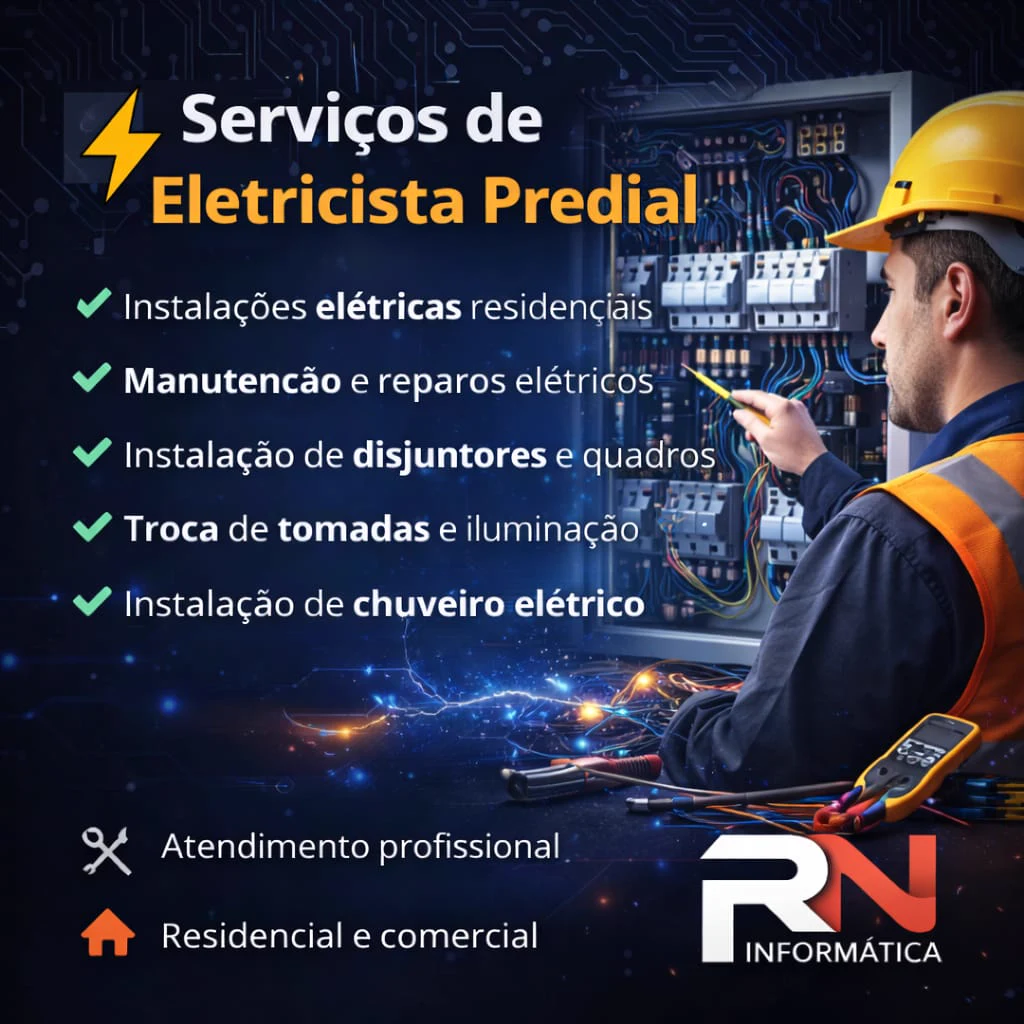 Serviços de
Eletricista Predial
Instalações elétricas residençiais
Manutencão e reparos elétricos
Instalação de disjuntores e quadros
Troca de tomadas e iluminação
Instalação de chuveiro elétrico
Atendimento profissional
Residencial e comercial
RN
INFORMÁTICA